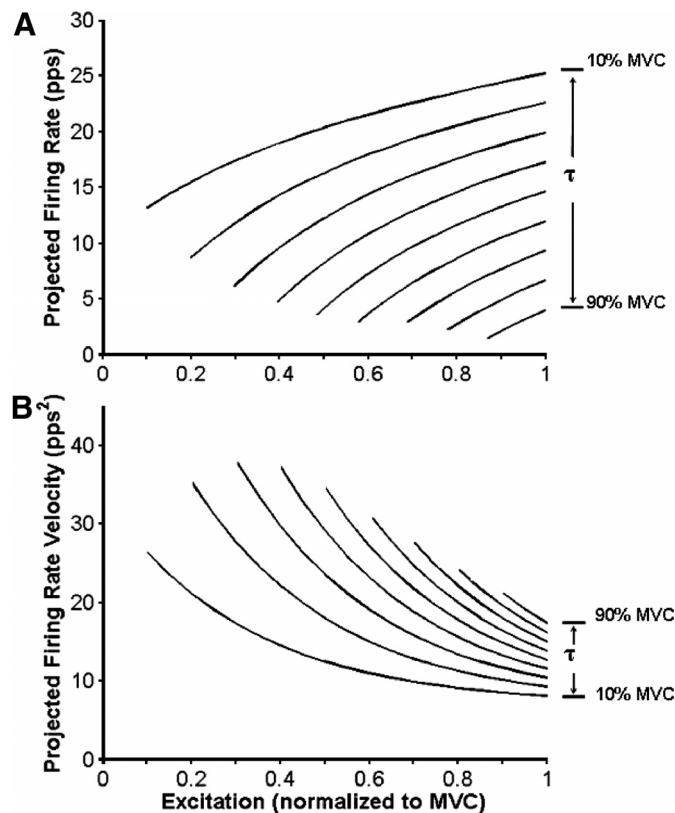 A
Projected Firing Rate (pps)
30
25
20
15
10
5
0
0
0.2
0.4
0.6
0.8
1
10% MVC
τ
90% MVC
B
Projected Firing Rate Velocity (pps²)
40
30
20
10
0
0
0.2
0.4
0.6
0.8
1
90% MVC
τ
10% MVC
Excitation (normalized to MVC)